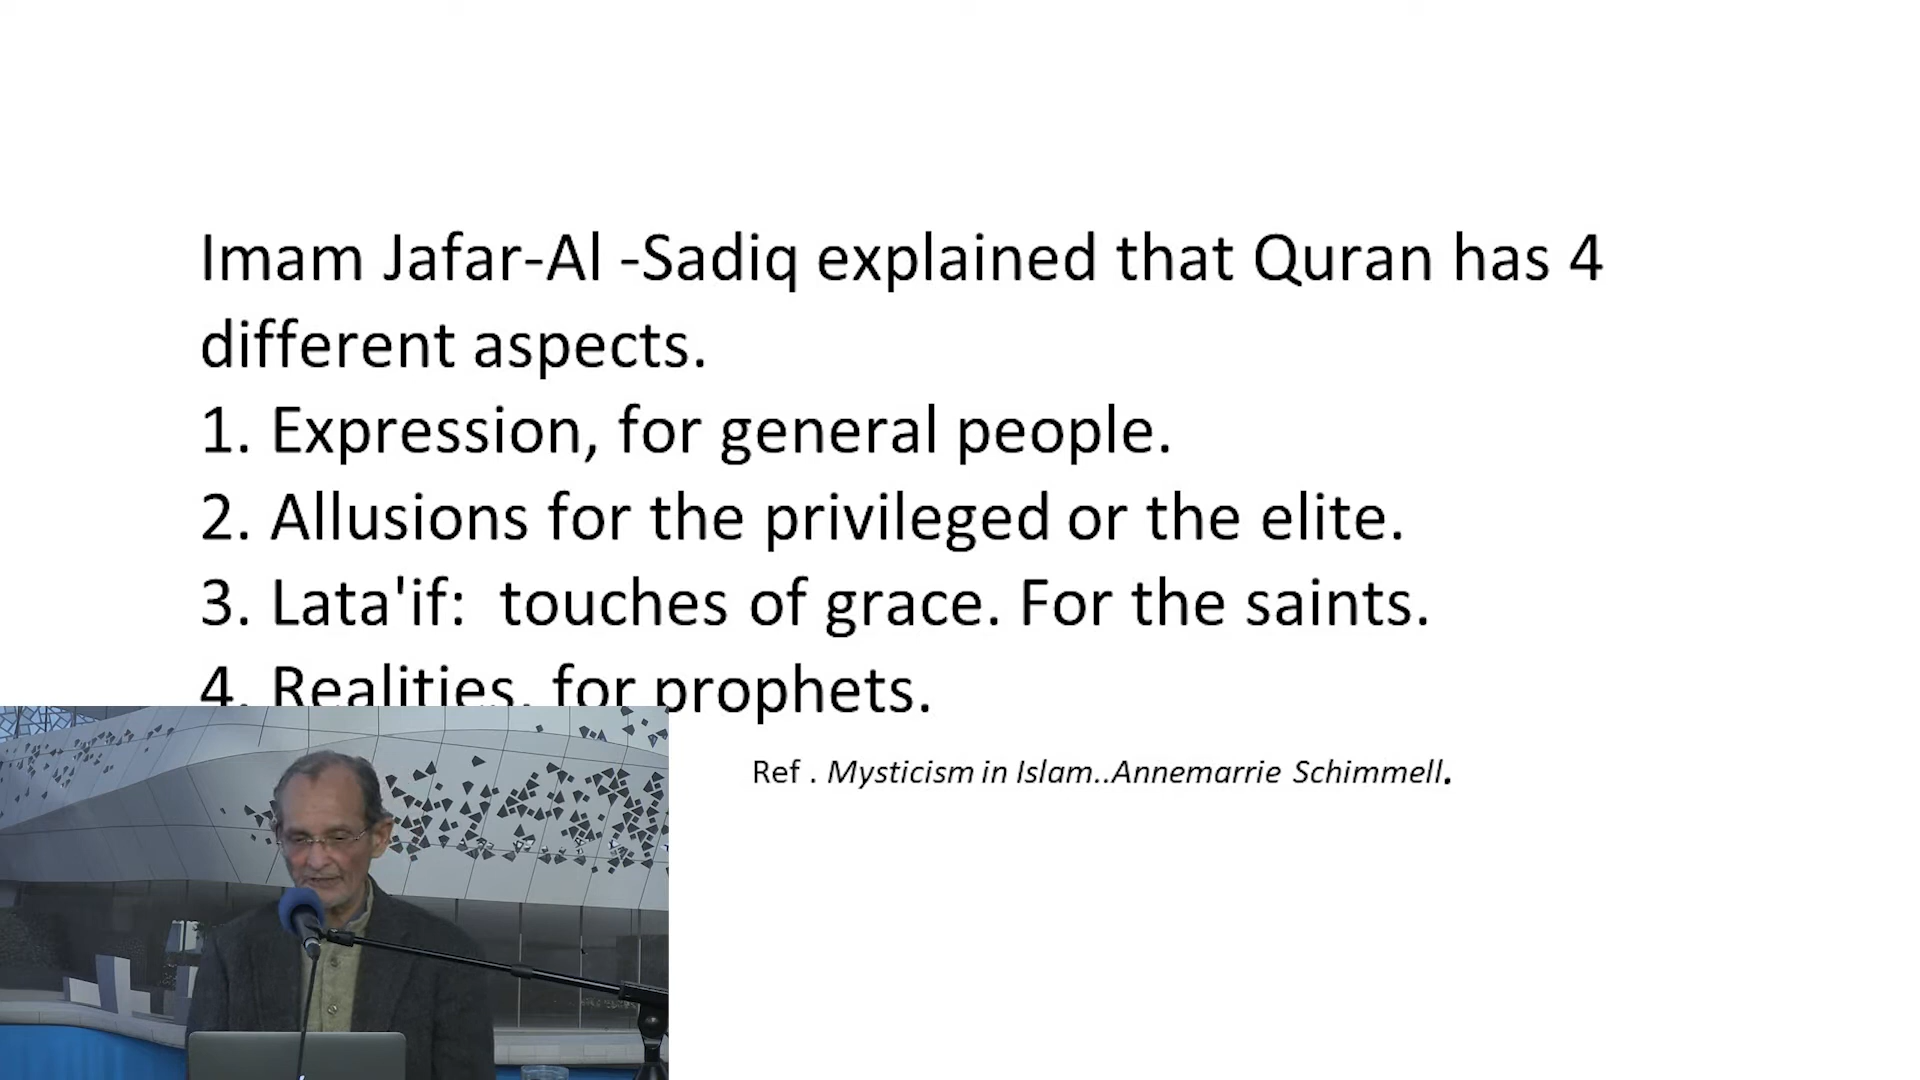 Imam Jafar-Al -Sadiq explained that Quran has 4
different aspects.
1. Expression, for general people.
2. Allusions for the privileged or the elite.
3. Lata'if:  touches of grace. For the saints.
4. Realities, for prophets.
Ref . Mysticism in Islam..Annemarrie Schimmell.